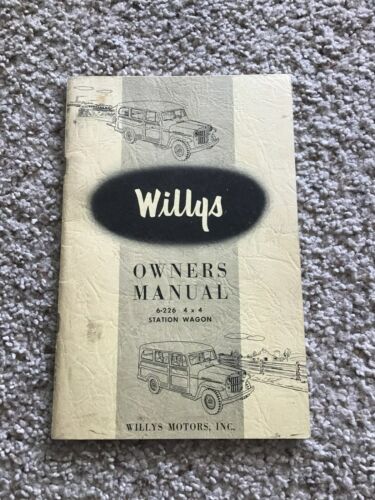 Willys
OWNERS
MANUAL
6-226 4 x 4
STATION WAGON
WILLYS MOTORS, INC.